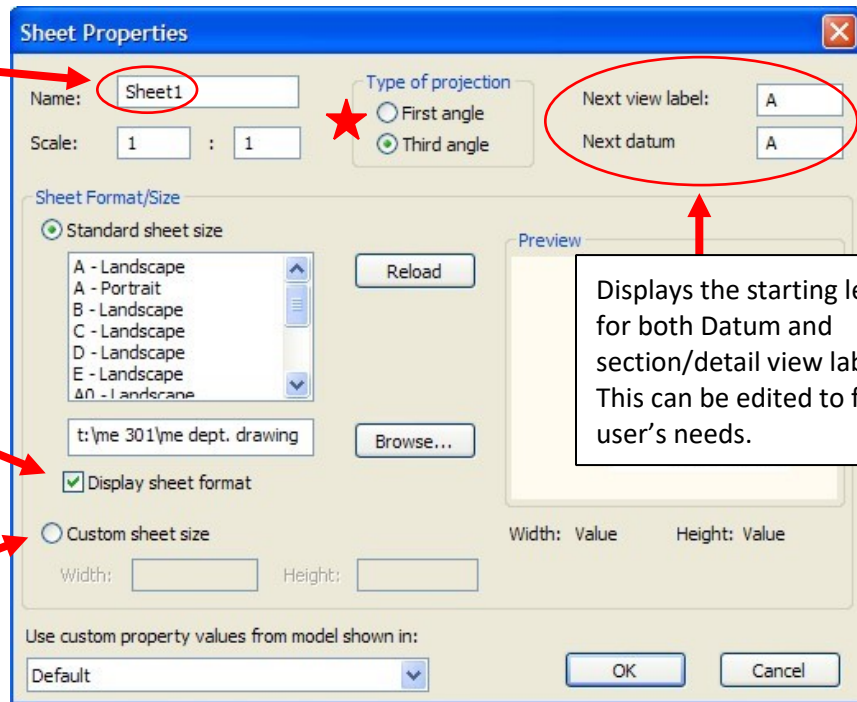 Sheet Properties
Name: Sheet1
Scale: 1 : 1
Type of projection
First angle
Third angle
Next view label: A
Next datum A
Sheet Format/Size
Standard sheet size
A - Landscape
A - Portrait
B - Landscape
C - Landscape
D - Landscape
E - Landscape
A0 - Landscape
Reload
t:\me 301\me dept. drawing
Browse...
Display sheet format
Custom sheet size
Width:
Height:
Preview
Displays the starting
for both Datum and
section/detail view
This can be edited to
user's needs.
Width: Value Height: Value
Use custom property values from model shown in:
Default
OK
Cancel